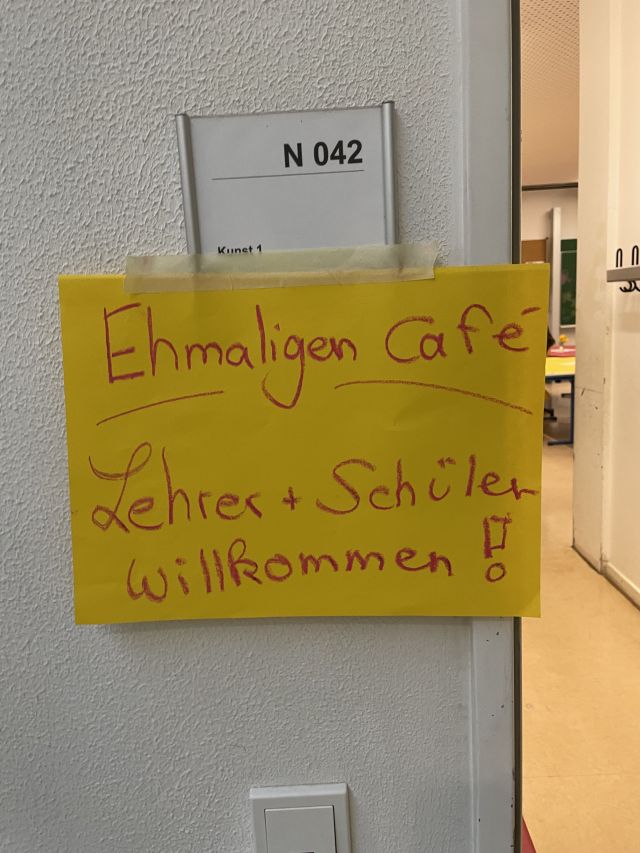 N 042
Kunst 1
Ehmaligen Café
Lehrer + Schüler
willkommen!